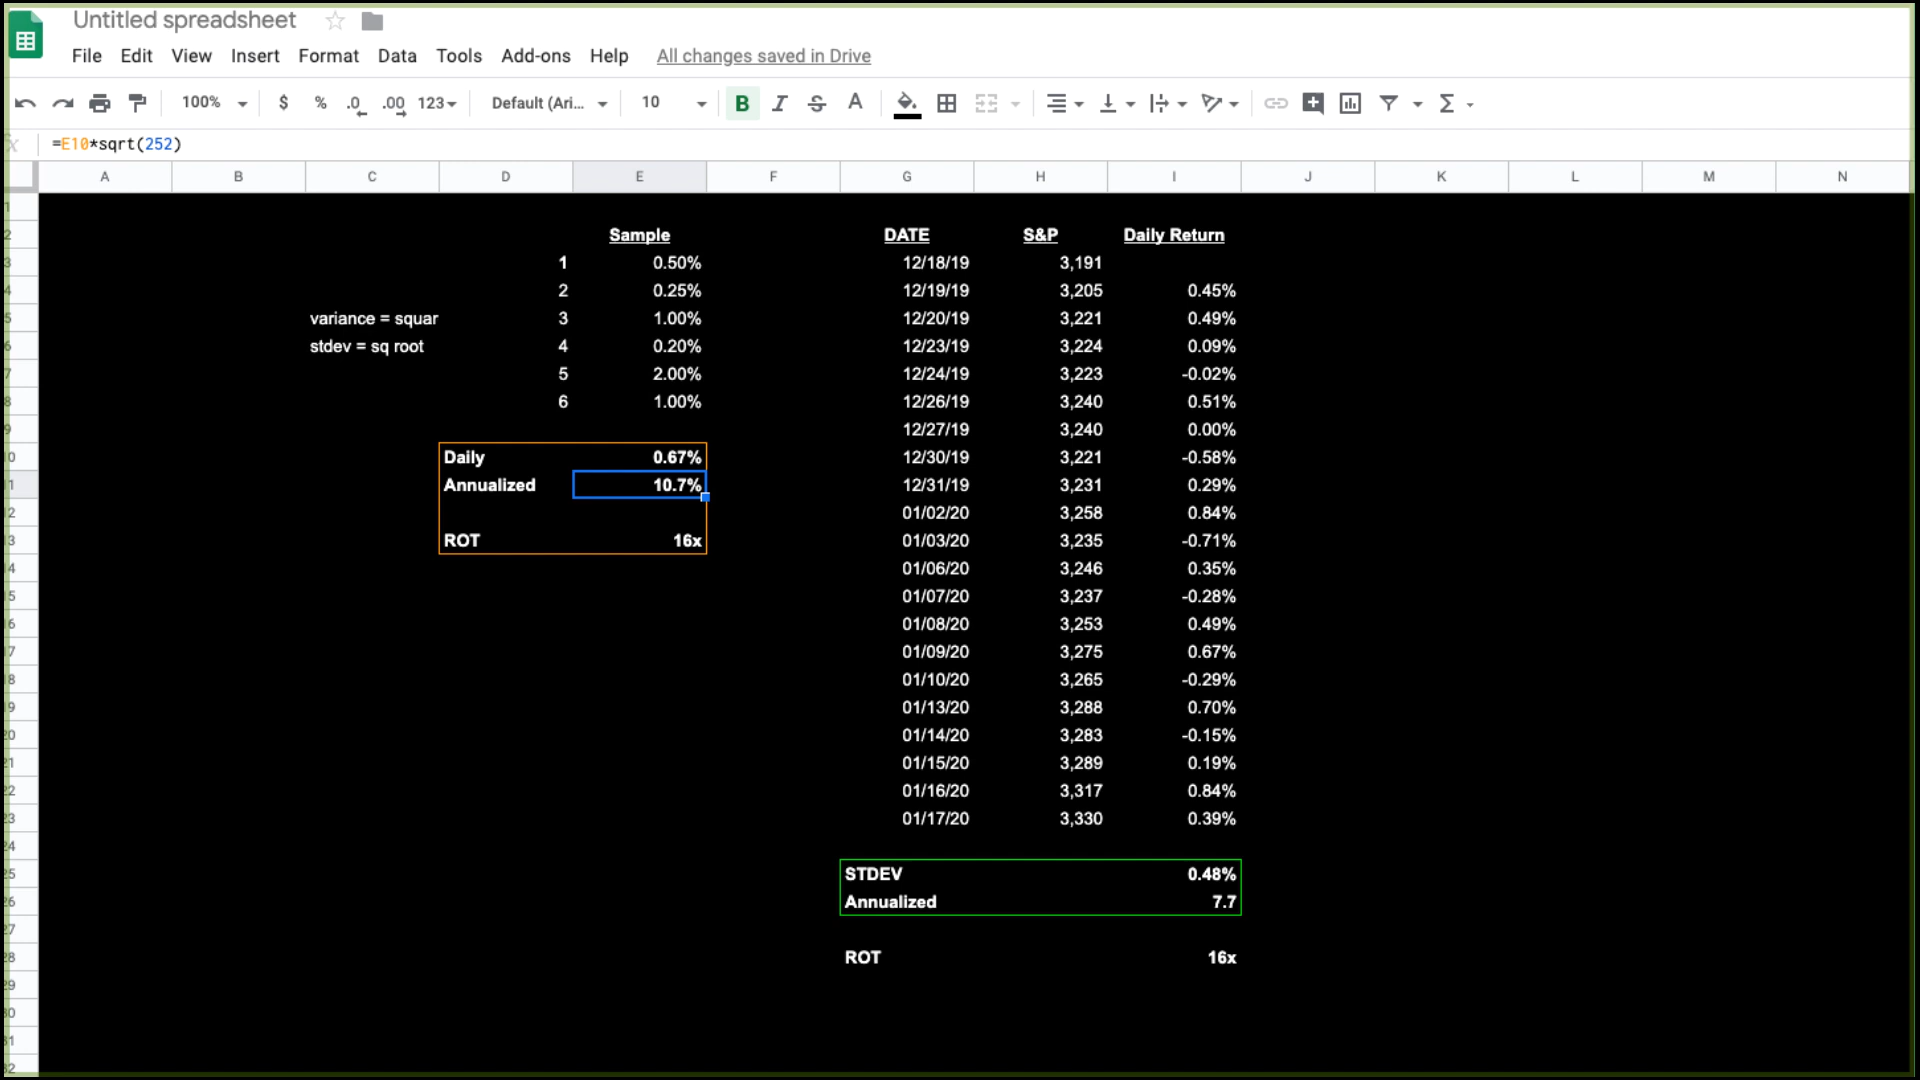 Untitled spreadsheet
File Edit View Insert Format Data Tools Add-ons Help All changes saved in Drive
100% $ % .0 .00 123 Default (Ari... 10 B I S A Σ
=E10*sqrt(252)
A B C D E F G H I J K L M N
Sample DATE S&P Daily Return
1 0.50% 12/18/19 3,191
2 0.25% 12/19/19 3,205 0.45%
variance = squar 3 1.00% 12/20/19 3,221 0.49%
stdev = sq root 4 0.20% 12/23/19 3,224 0.09%
5 2.00% 12/24/19 3,223 -0.02%
6 1.00% 12/26/19 3,240 0.51%
12/27/19 3,240 0.00%
Daily 0.67% 12/30/19 3,221 -0.58%
Annualized 10.7% 12/31/19 3,231 0.29%
01/02/20 3,258 0.84%
ROT 16x 01/03/20 3,235 -0.71%
01/06/20 3,246 0.35%
01/07/20 3,237 -0.28%
01/08/20 3,253 0.49%
01/09/20 3,275 0.67%
01/10/20 3,265 -0.29%
01/13/20 3,288 0.70%
01/14/20 3,283 -0.15%
01/15/20 3,289 0.19%
01/16/20 3,317 0.84%
01/17/20 3,330 0.39%
STDEV 0.48%
Annualized 7.7
ROT 16x